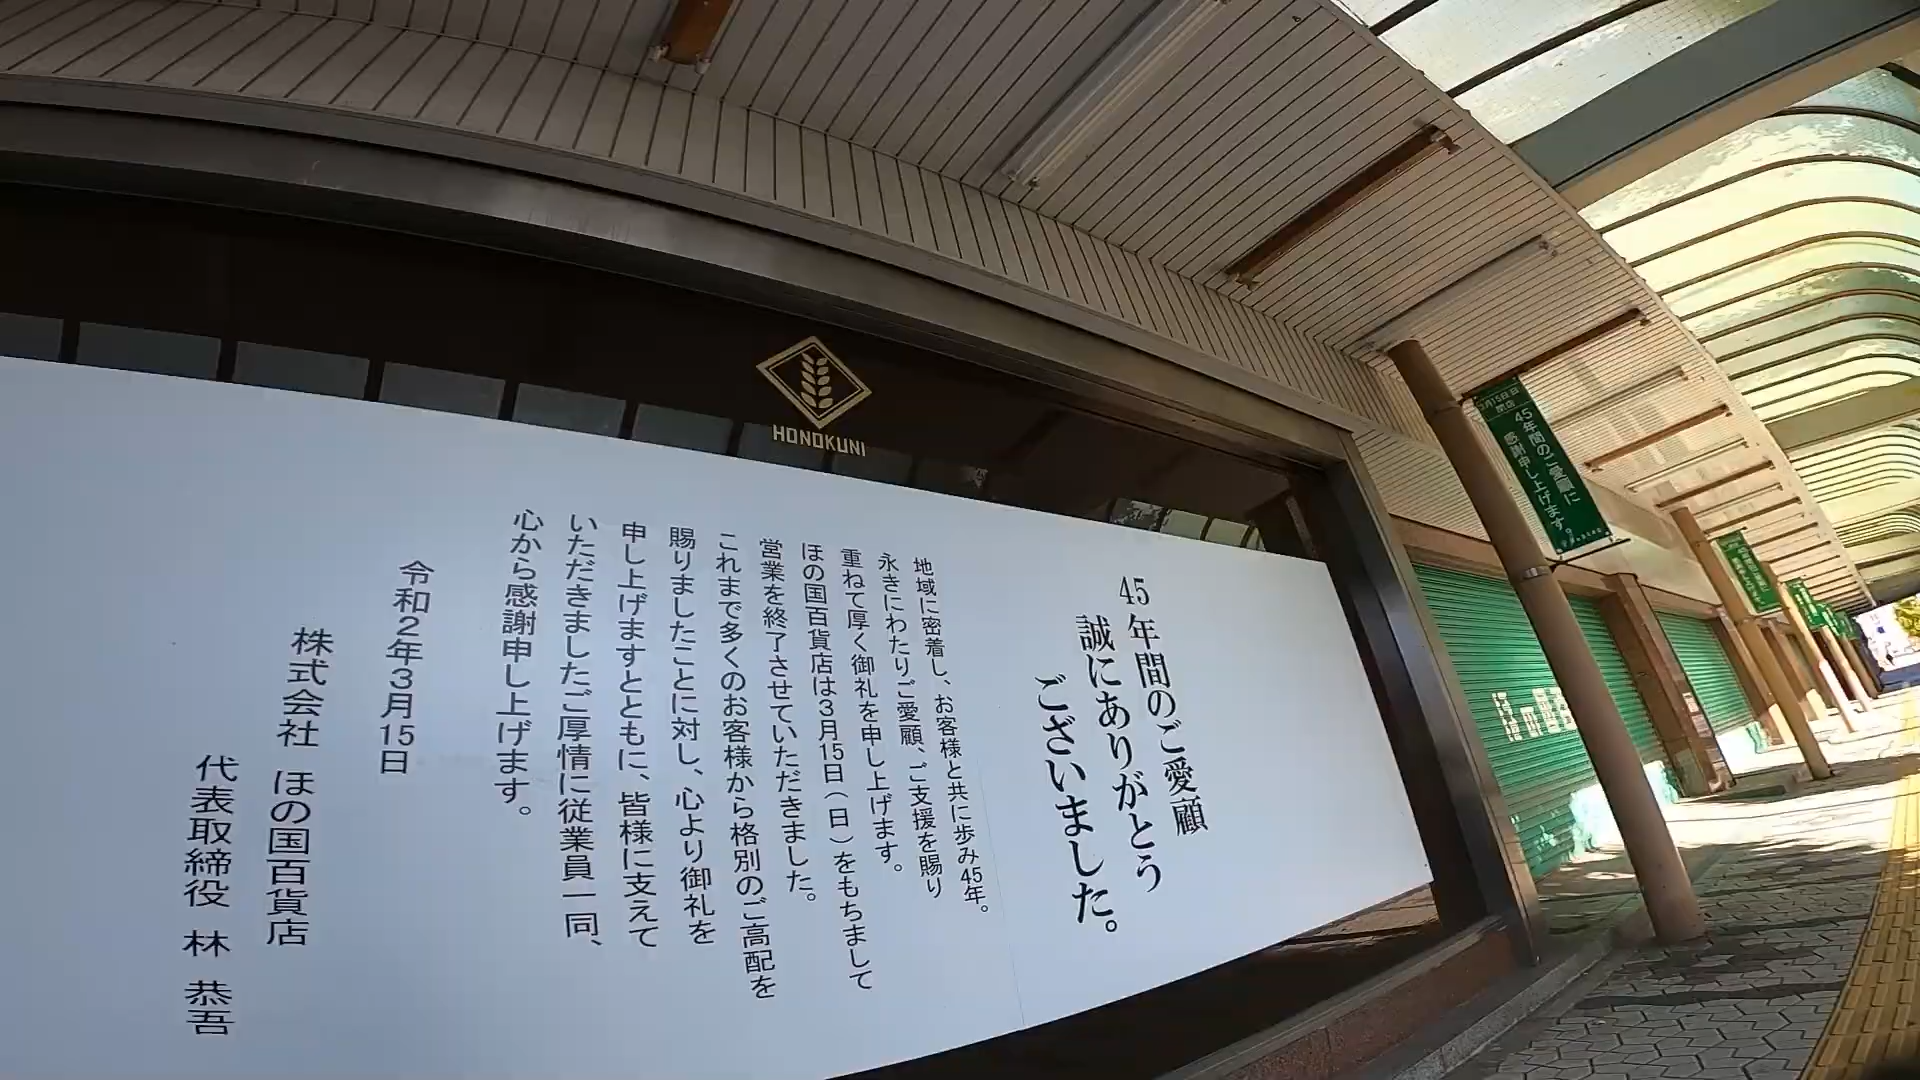 HONOKUNI
45年間のご愛顧
誠にありがとう
ございました。
地域に密着し、お客様と共に歩み45年。
永きにわたりご愛顧、ご支援を賜り
重ねて厚く御礼を申し上げます。
ほの国百貨店は3月15日(日)をもちまして
営業を終了させていただきました。
これまで多くのお客様から格別のご高配を
賜りましたことに対し、心より御礼を
申し上げますとともに、皆様に支えて
いただきましたご厚情に従業員一同、
心から感謝申し上げます。
令和2年3月15日
株式会社 ほの国百貨店
代表取締役 林 恭吾
3月15日(日)
閉店
45年間のご愛顧に
感謝申し上げます。